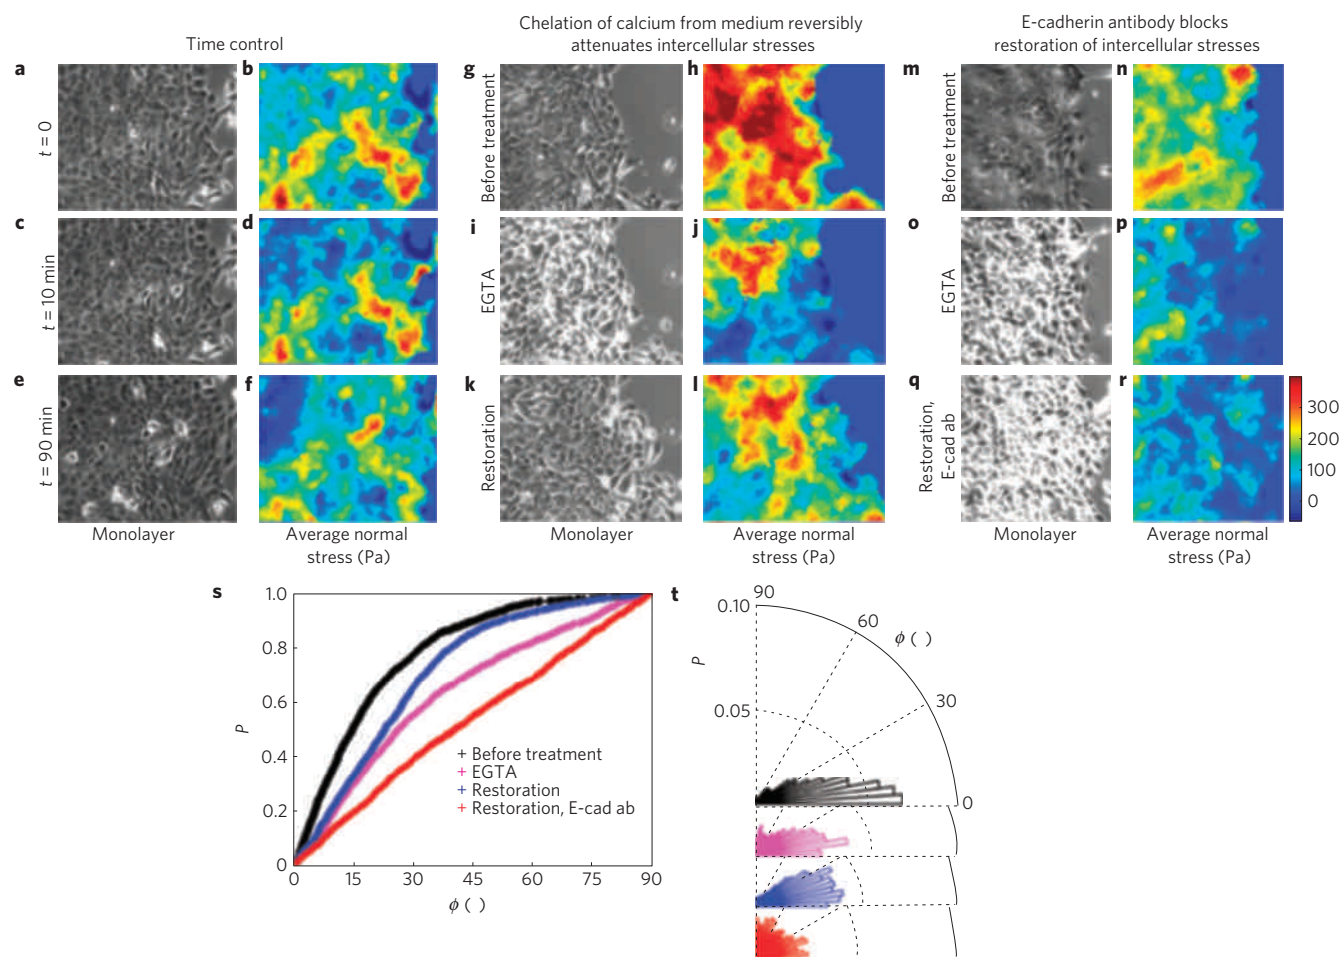 Time control
Chelation of calcium from medium reversibly
attenuates intercellular stresses
E-cadherin antibody blocks
restoration of intercellular stresses
a
b
g
h
m
n
t = 0
Before treatment
Before treatment
c
d
i
j
o
p
t = 10 min
EGTA
EGTA
e
f
k
l
q
r
t = 90 min
Restoration
Restoration,
E-cad ab
300
200
100
0
Monolayer
Average normal
stress (Pa)
Monolayer
Average normal
stress (Pa)
Monolayer
Average normal
stress (Pa)
s
1.0
0.8
0.6
0.4
0.2
0
P
+ Before treatment
+ EGTA
+ Restoration
+ Restoration, E-cad ab
0
15
30
45
60
75
90
ϕ ( )
t
90
0.10
60
ϕ ( )
P
0.05
30
0